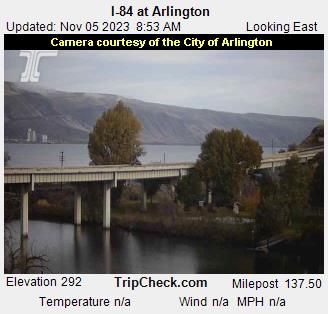 I-84 at Arlington
Updated: Nov 05 2023 8:53 AM Looking East
Camera courtesy of the City of Arlington
Elevation 292 TripCheck.com Milepost 137.50
Temperature n/a Wind n/a MPH n/a